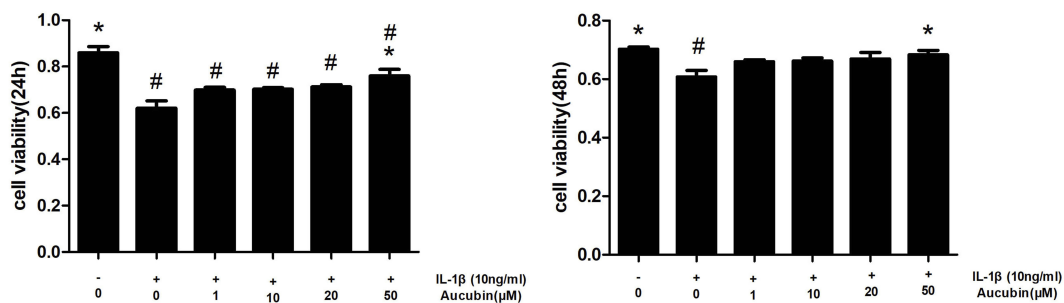 cell viability(24h)
1.0
0.8
0.6
0.4
0.2
0.0
* # # # # # *
- + + + + + IL-1β (10ng/ml)
0 0 1 10 20 50 Aucubin(μM)
cell viability(48h)
0.8
0.6
0.4
0.2
0.0
* # *
- + + + + + IL-1β (10ng/ml)
0 0 1 10 20 50 Aucubin(μM)